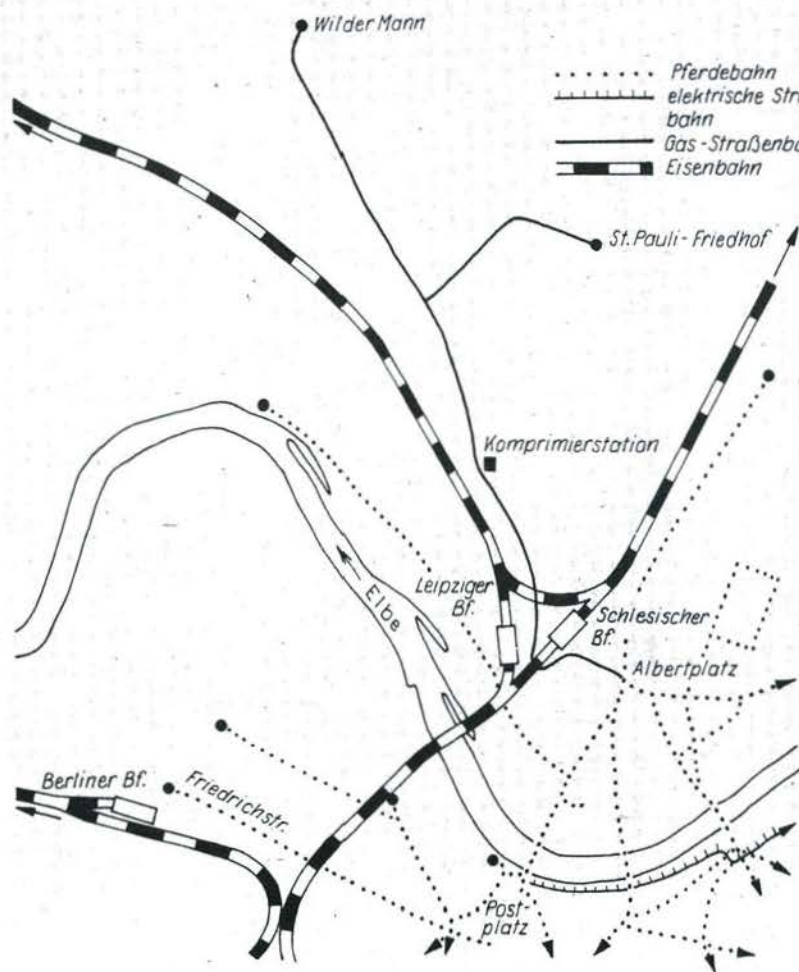 Wilder Mann
Pferdebahn
elektrische Str
bahn
Gas-Straßenba
Eisenbahn
St. Pauli-Friedhof
Komprimierstation
Leipziger
Bf.
Elbe
Schlesischer
Bf.
Albertplatz
Berliner Bf.
Friedrichstr.
Post-
platz